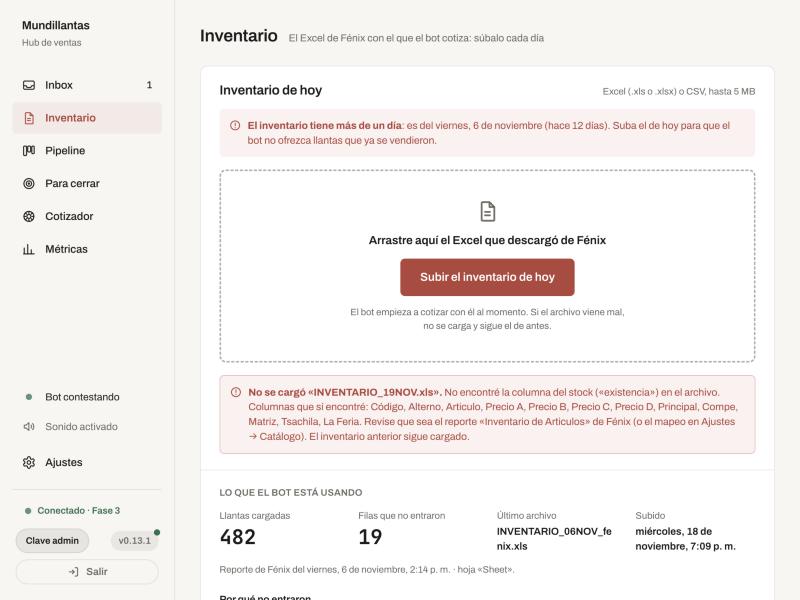 Mundillantas
Hub de ventas
Inbox 1
Inventario
Pipeline
Para cerrar
Cotizador
Métricas
Bot contestando
Sonido activado
Ajustes
Conectado · Fase 3
Clave admin v0.13.1
Salir
Inventario El Excel de Fénix con el que el bot cotiza: súbalo cada día
Inventario de hoy Excel (.xls o .xlsx) o CSV, hasta 5 MB
El inventario tiene más de un día: es del viernes, 6 de noviembre (hace 12 días). Suba el de hoy para que el
bot no ofrezca llantas que ya se vendieron.
Arrastre aquí el Excel que descargó de Fénix
Subir el inventario de hoy
El bot empieza a cotizar con él al momento. Si el archivo viene mal,
no se carga y sigue el de antes.
No se cargó «INVENTARIO_19NOV.xls». No encontré la columna del stock («existencia») en el archivo.
Columnas que sí encontré: Código, Alterno, Articulo, Precio A, Precio B, Precio C, Precio D, Principal, Compe,
Matriz, Tsachila, La Feria. Revise que sea el reporte «Inventario de Articulos» de Fénix (o el mapeo en Ajustes
→ Catálogo). El inventario anterior sigue cargado.
LO QUE EL BOT ESTÁ USANDO
Llantas cargadas
482
Filas que no entraron
19
Último archivo
INVENTARIO_06NOV_fe
nix.xls
Subido
miércoles, 18 de
noviembre, 7:09 p. m.
Reporte de Fénix del viernes, 6 de noviembre, 2:14 p. m. · hoja «Sheet».
Por qué no entraron